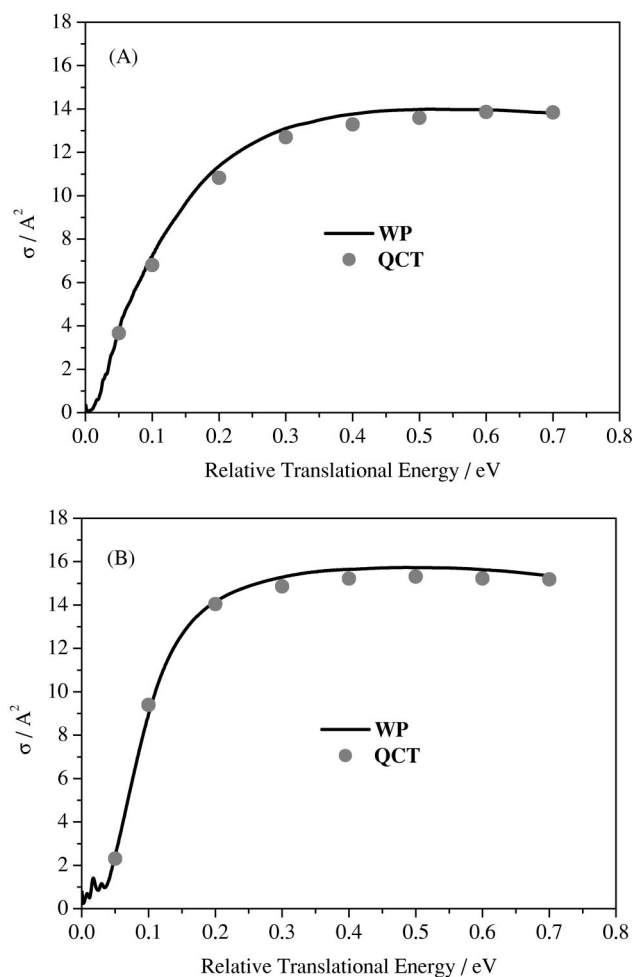 18
(A)
16
14
12
10
8
6
4
2
0
σ / A²
WP
QCT
0.0 0.1 0.2 0.3 0.4 0.5 0.6 0.7 0.8
Relative Translational Energy / eV
18
(B)
16
14
12
10
8
6
4
2
0
σ / A²
WP
QCT
0.0 0.1 0.2 0.3 0.4 0.5 0.6 0.7 0.8
Relative Translational Energy / eV